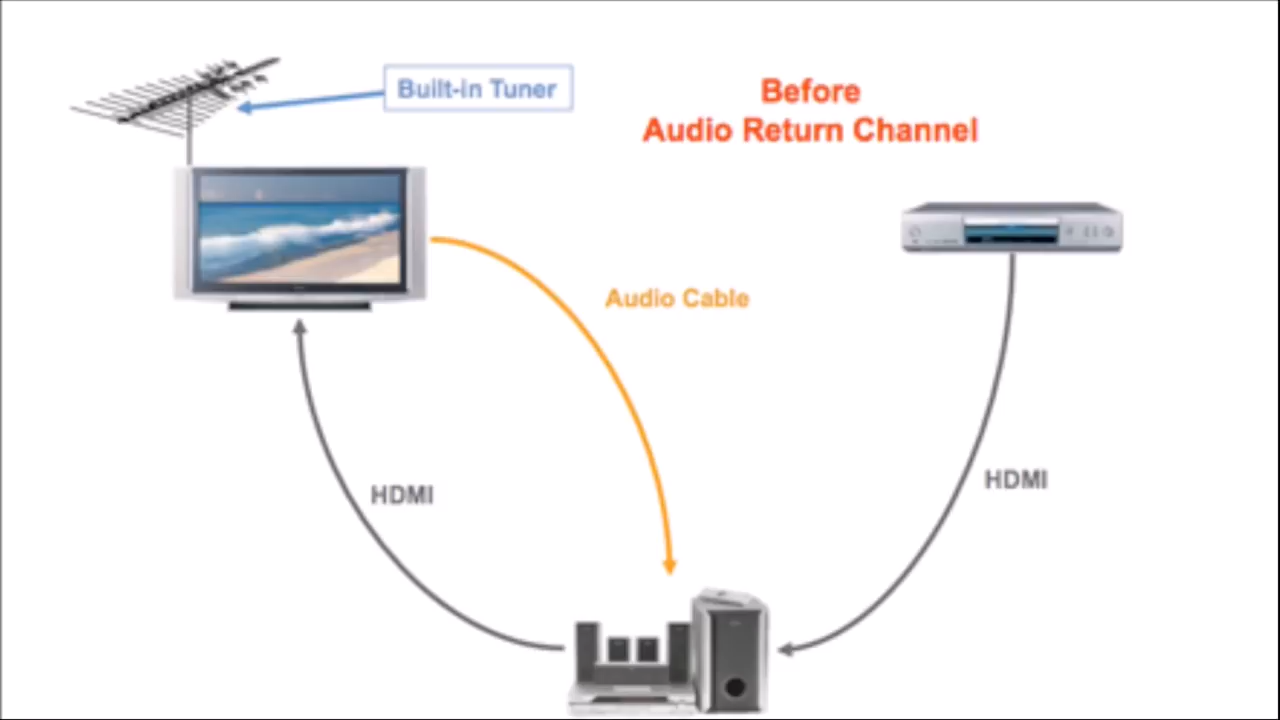 Built-in Tuner
Before
Audio Return Channel
Audio Cable
HDMI
HDMI